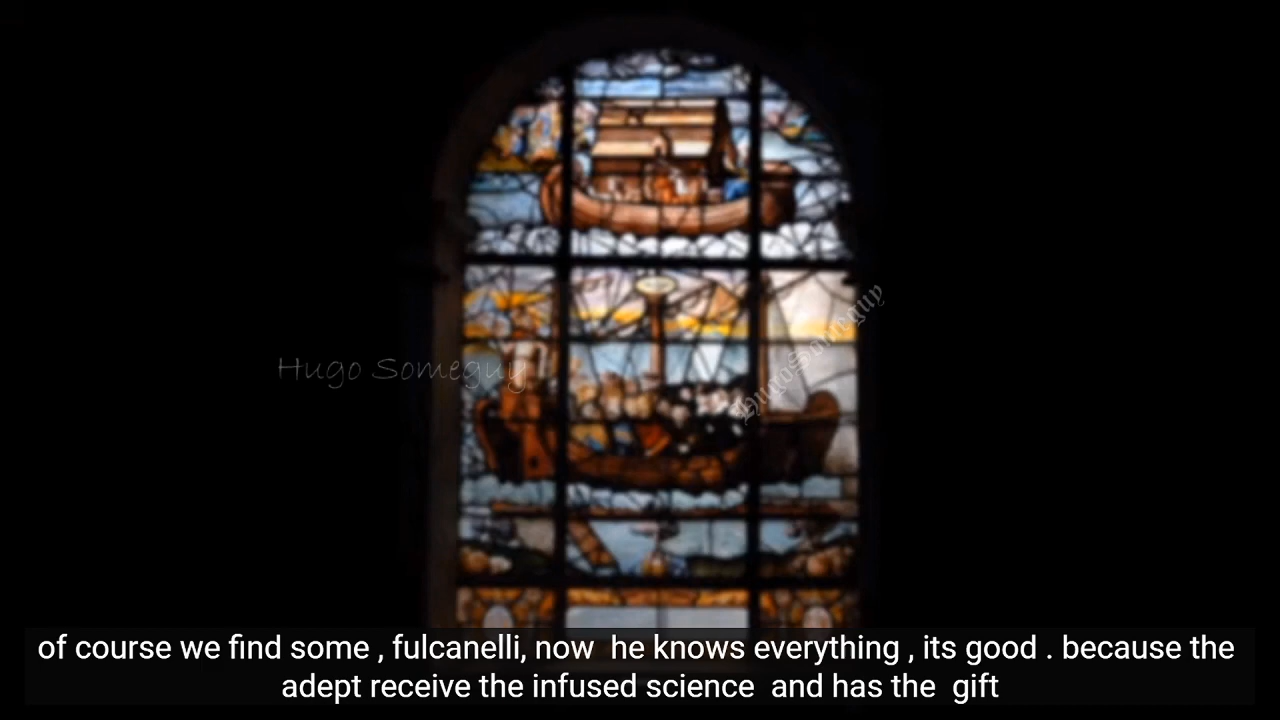 Hugo Someguy
HugoSomeguy
of course we find some , fulcanelli, now  he knows everything , its good . because the
adept receive the infused science  and has the  gift